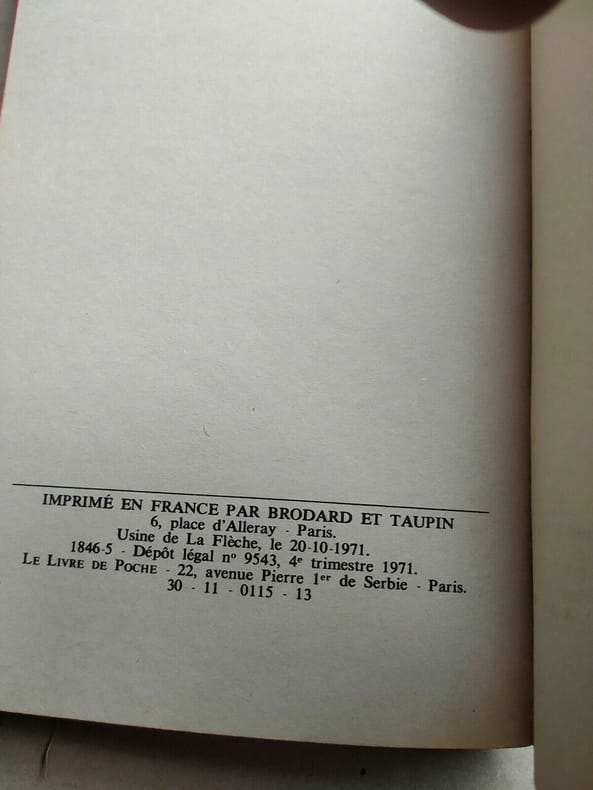 IMPRIMÉ EN FRANCE PAR BRODARD ET TAUPIN
6, place d'Alleray - Paris.
Usine de La Flèche, le 20-10-1971.
1846-5 - Dépôt légal nº 9543, 4e trimestre 1971.
LE LIVRE DE POCHE - 22, avenue Pierre 1er de Serbie - Paris.
30 - 11 - 0115 - 13